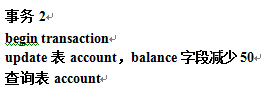 事务 2
begin transaction
update 表 account，balance 字段减少 50
查询表 account